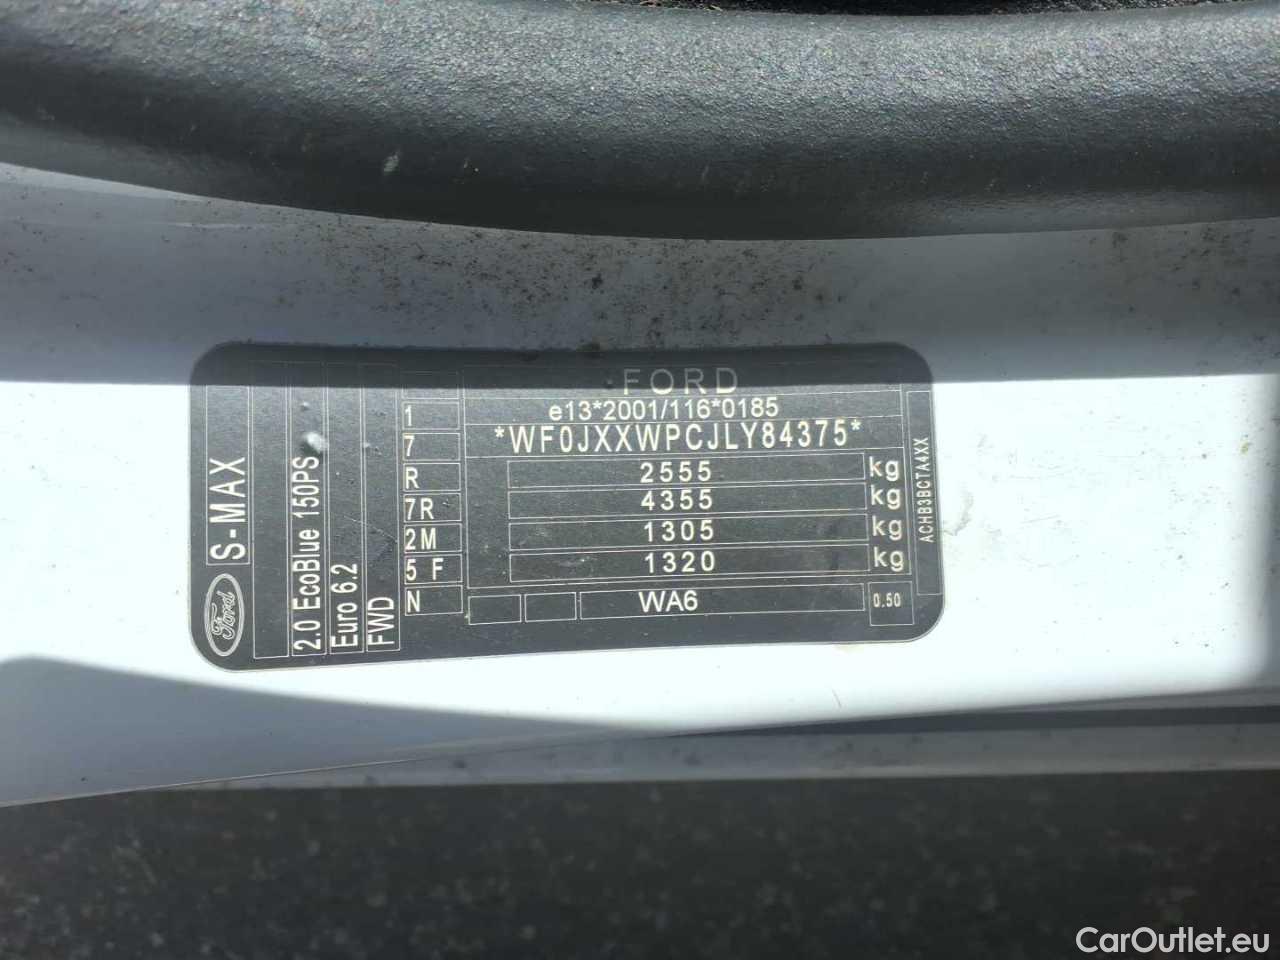 FORD
e13*2001/116*0185
*WF0JXXWPCJLY84375*
2555 kg
4355 kg
1305 kg
1320 kg
WA6 0.50
1
7
R
7R
2M
5 F
N
Ford S-MAX
2.0 EcoBlue 150PS
Euro 6.2
FWD
ACHB3BCTA4XX
CarOutlet.eu